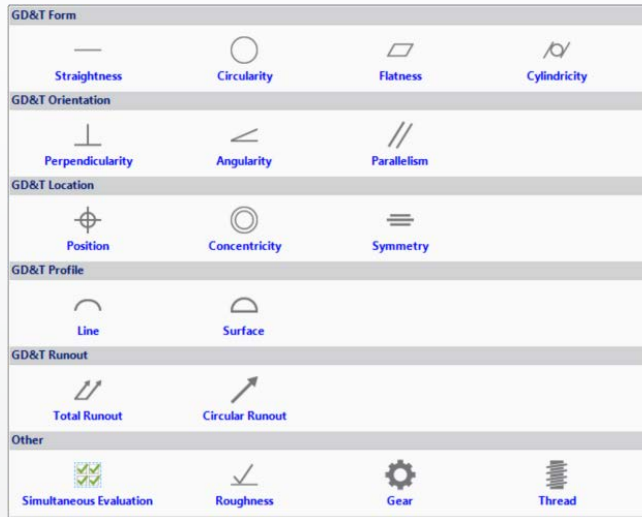 GD&T Form
Straightness Circularity Flatness Cylindricity
GD&T Orientation
Perpendicularity Angularity Parallelism
GD&T Location
Position Concentricity Symmetry
GD&T Profile
Line Surface
GD&T Runout
Total Runout Circular Runout
Other
Simultaneous Evaluation Roughness Gear Thread